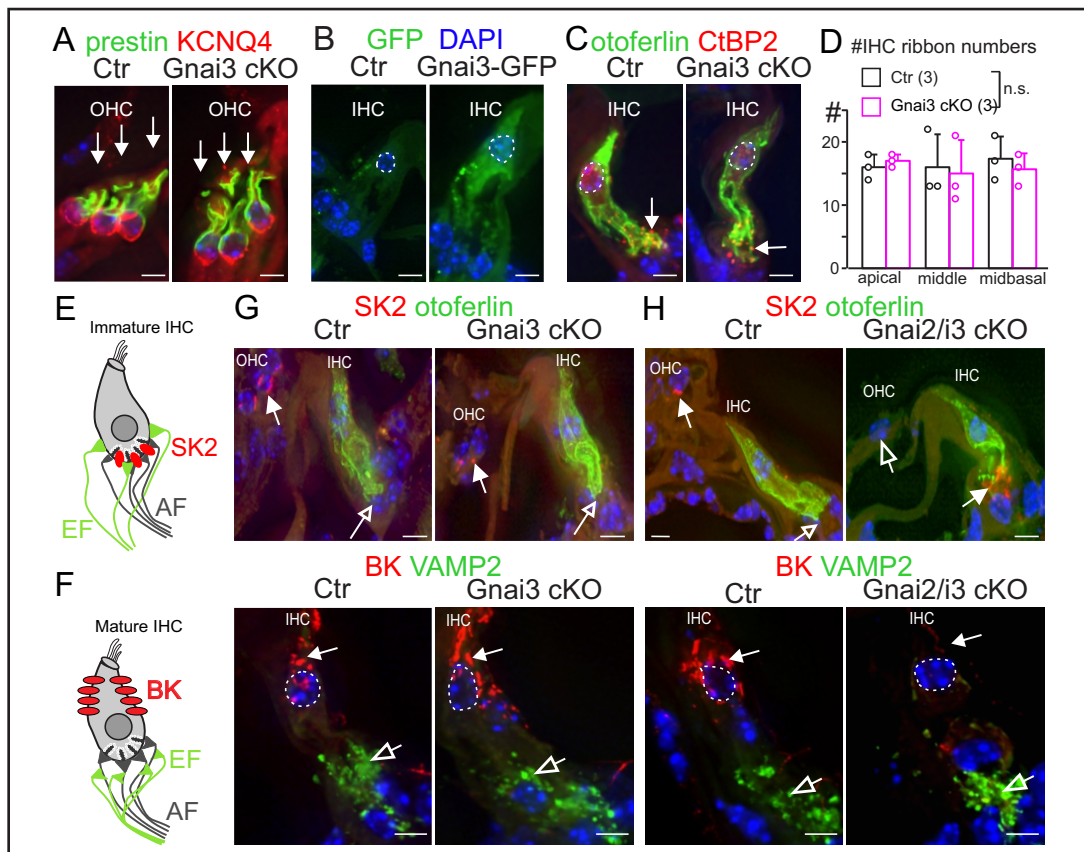 A
prestin KCNQ4
Ctr
Gnai3 cKO
OHC
OHC
B
GFP DAPI
Ctr
Gnai3-GFP
IHC
IHC
C
otoferlin CtBP2
Ctr
Gnai3 cKO
IHC
IHC
D
#IHC ribbon numbers
Ctr (3)
Gnai3 cKO (3)
n.s.
#
20
10
0
apical
middle
midbasal
E
Immature IHC
SK2
AF
EF
G
SK2 otoferlin
Ctr
Gnai3 cKO
OHC
IHC
OHC
IHC
H
SK2 otoferlin
Ctr
Gnai2/i3 cKO
OHC
IHC
OHC
IHC
F
Mature IHC
BK
EF
AF
BK VAMP2
Ctr
Gnai3 cKO
IHC
IHC
BK VAMP2
Ctr
Gnai2/i3 cKO
IHC
IHC